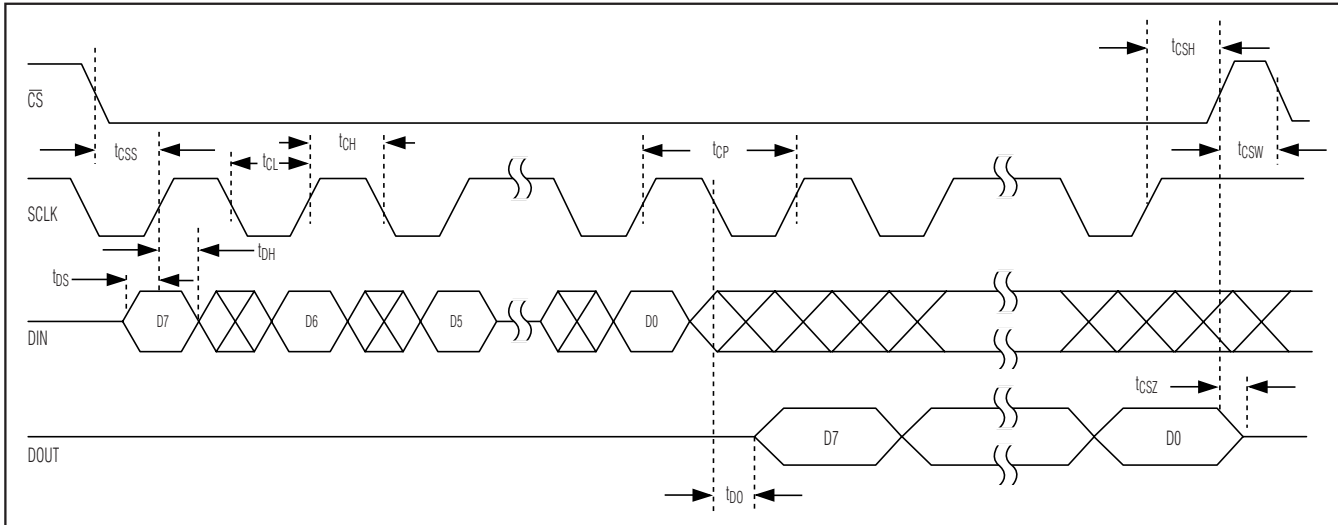 tCSH
CS
tCSS
tCL
tCH
tCP
tCSW
SCLK
tDH
tDS
D7
D6
D5
D0
DIN
tCSZ
D7
D0
DOUT
tDO